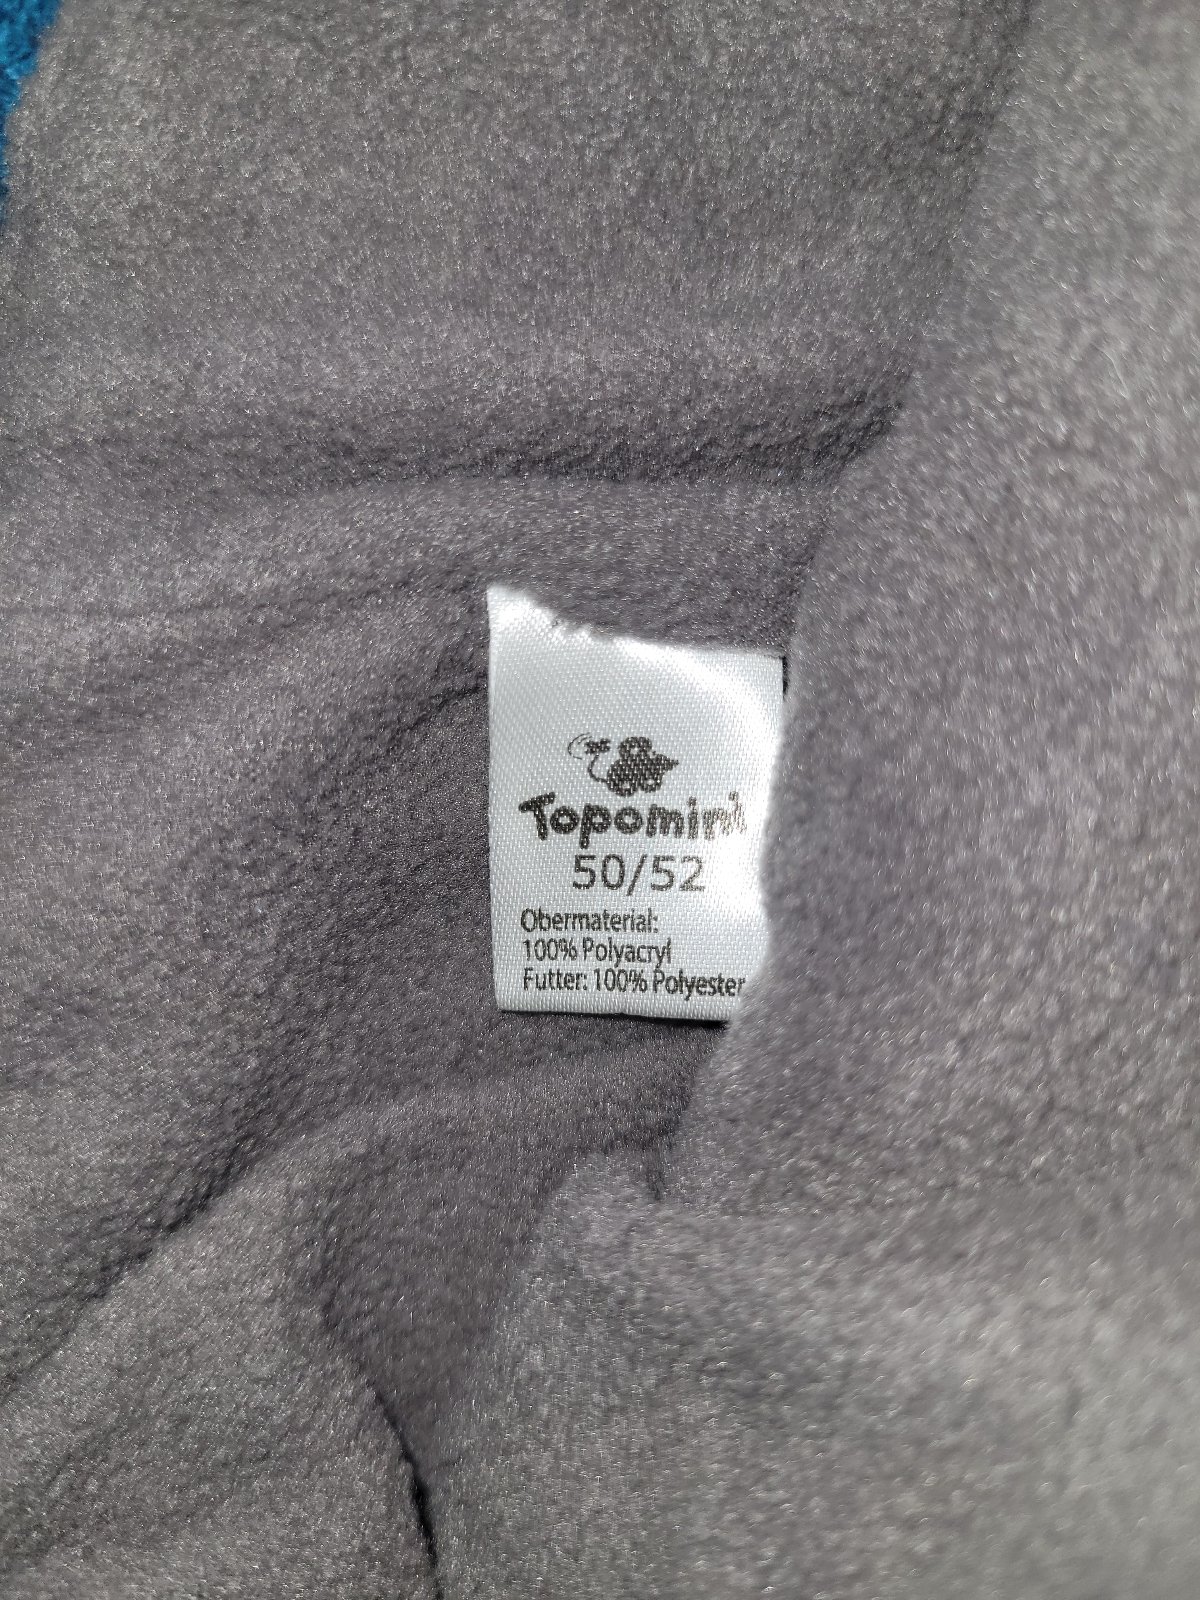 Topomini
50/52
Obermaterial:
100% Polyacryl
Futter: 100% Polyester